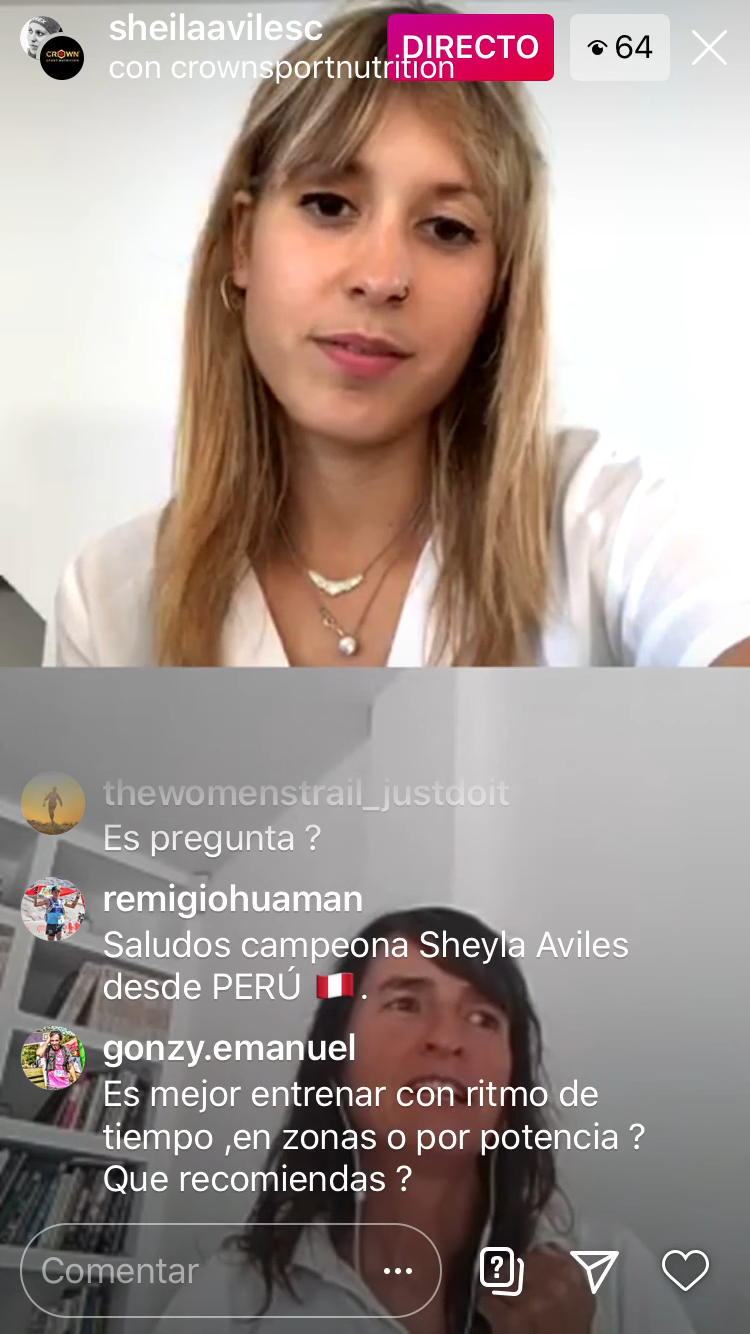 sheilaavilesc
con crownsportnutrition
DIRECTO
64
CROWN
thewomenstrail_justdoit
Es pregunta ?
remigiohuaman
Saludos campeona Sheyla Aviles
desde PERÚ 🇵🇪.
gonzy.emanuel
Es mejor entrenar con ritmo de
tiempo ,en zonas o por potencia ?
Que recomiendas ?
Comentar